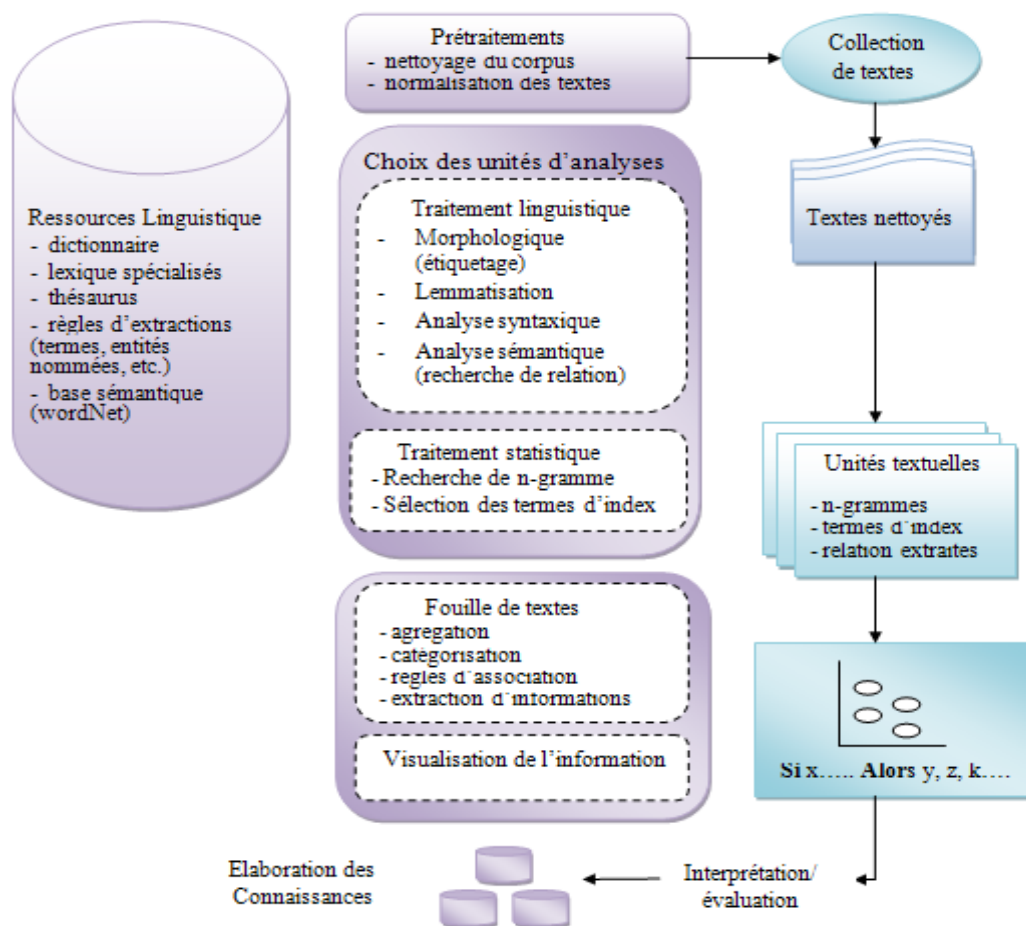 Ressources Linguistique
- dictionnaire
- lexique spécialisés
- thésaurus
- règles d'extractions
(termes, entités
nommées, etc.)
- base sémantique
(wordNet)
Prétraitements
- nettoyage du corpus
- normalisation des textes
Collection
de textes
Choix des unités d'analyses
Traitement linguistique
- Morphologique
(étiquetage)
- Lemmatisation
- Analyse syntaxique
- Analyse sémantique
(recherche de relation)
Traitement statistique
- Recherche de n-gramme
- Sélection des termes d'index
Textes nettoyés
Unités textuelles
- n-grammes
- termes d'index
- relation extraites
Fouille de textes
- agrégation
- catégorisation
- règles d'association
- extraction d'informations
Visualisation de l'information
Si x….. Alors y, z, k….
Interprétation/
évaluation
Elaboration des
Connaissances